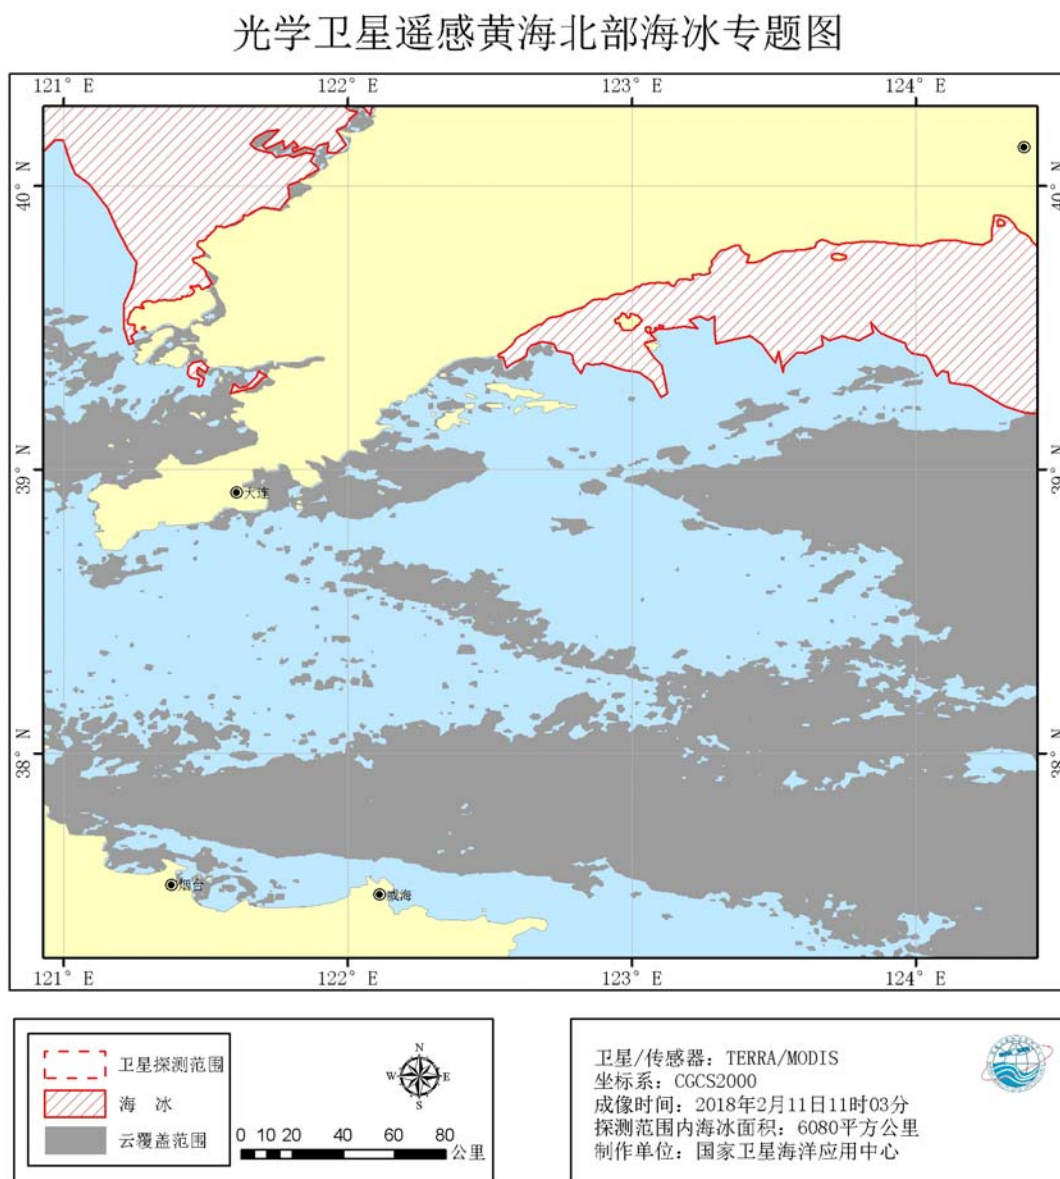 光学卫星遥感黄海北部海冰专题图
121° E
122° E
123° E
124° E
40° N
40° N
39° N
39° N
大连
38° N
38° N
烟台
威海
121° E
122° E
123° E
124° E
卫星探测范围
海 冰
云覆盖范围
N
W
E
S
0 10 20 40 60 80
公里
卫星/传感器: TERRA/MODIS
坐标系: CGCS2000
成像时间: 2018年2月11日11时03分
探测范围内海冰面积: 6080平方公里
制作单位: 国家卫星海洋应用中心